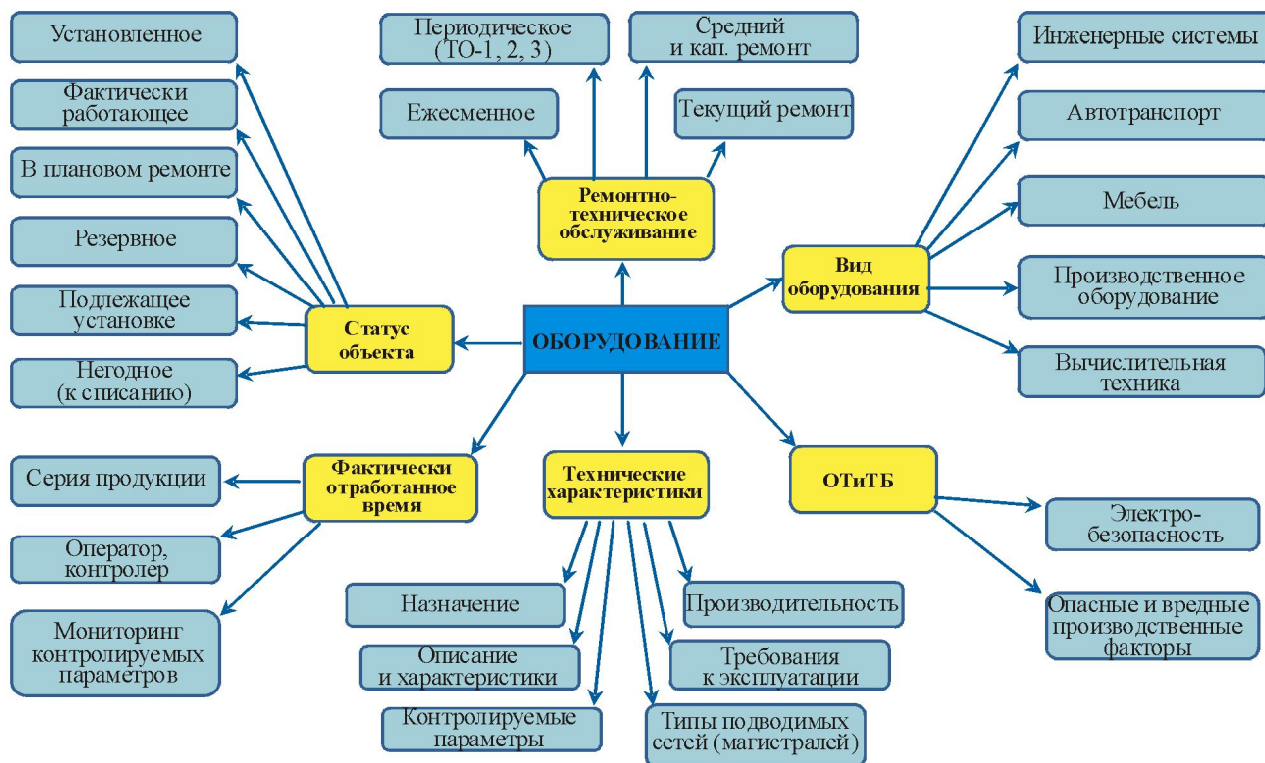 Установленное
Фактически
работающее
В плановом ремонте
Резервное
Подлежащее
установке
Негодное
(к списанию)
Статус
объекта
Периодическое
(ТО-1, 2, 3)
Средний
и кап. ремонт
Ежесменное
Текущий ремонт
Ремонтно-
техническое
обслуживание
Инженерные системы
Автотранспорт
Мебель
Производственное
оборудование
Вычислительная
техника
Вид
оборудования
ОБОРУДОВАНИЕ
Фактически
отработанное
время
Серия продукции
Оператор,
контролер
Мониторинг
контролируемых
параметров
Технические
характеристики
Назначение
Описание
и характеристики
Контролируемые
параметры
Производительность
Требования
к эксплуатации
Типы подводимых
сетей (магистралей)
ОТиТБ
Электро-
безопасность
Опасные и вредные
производственные
факторы